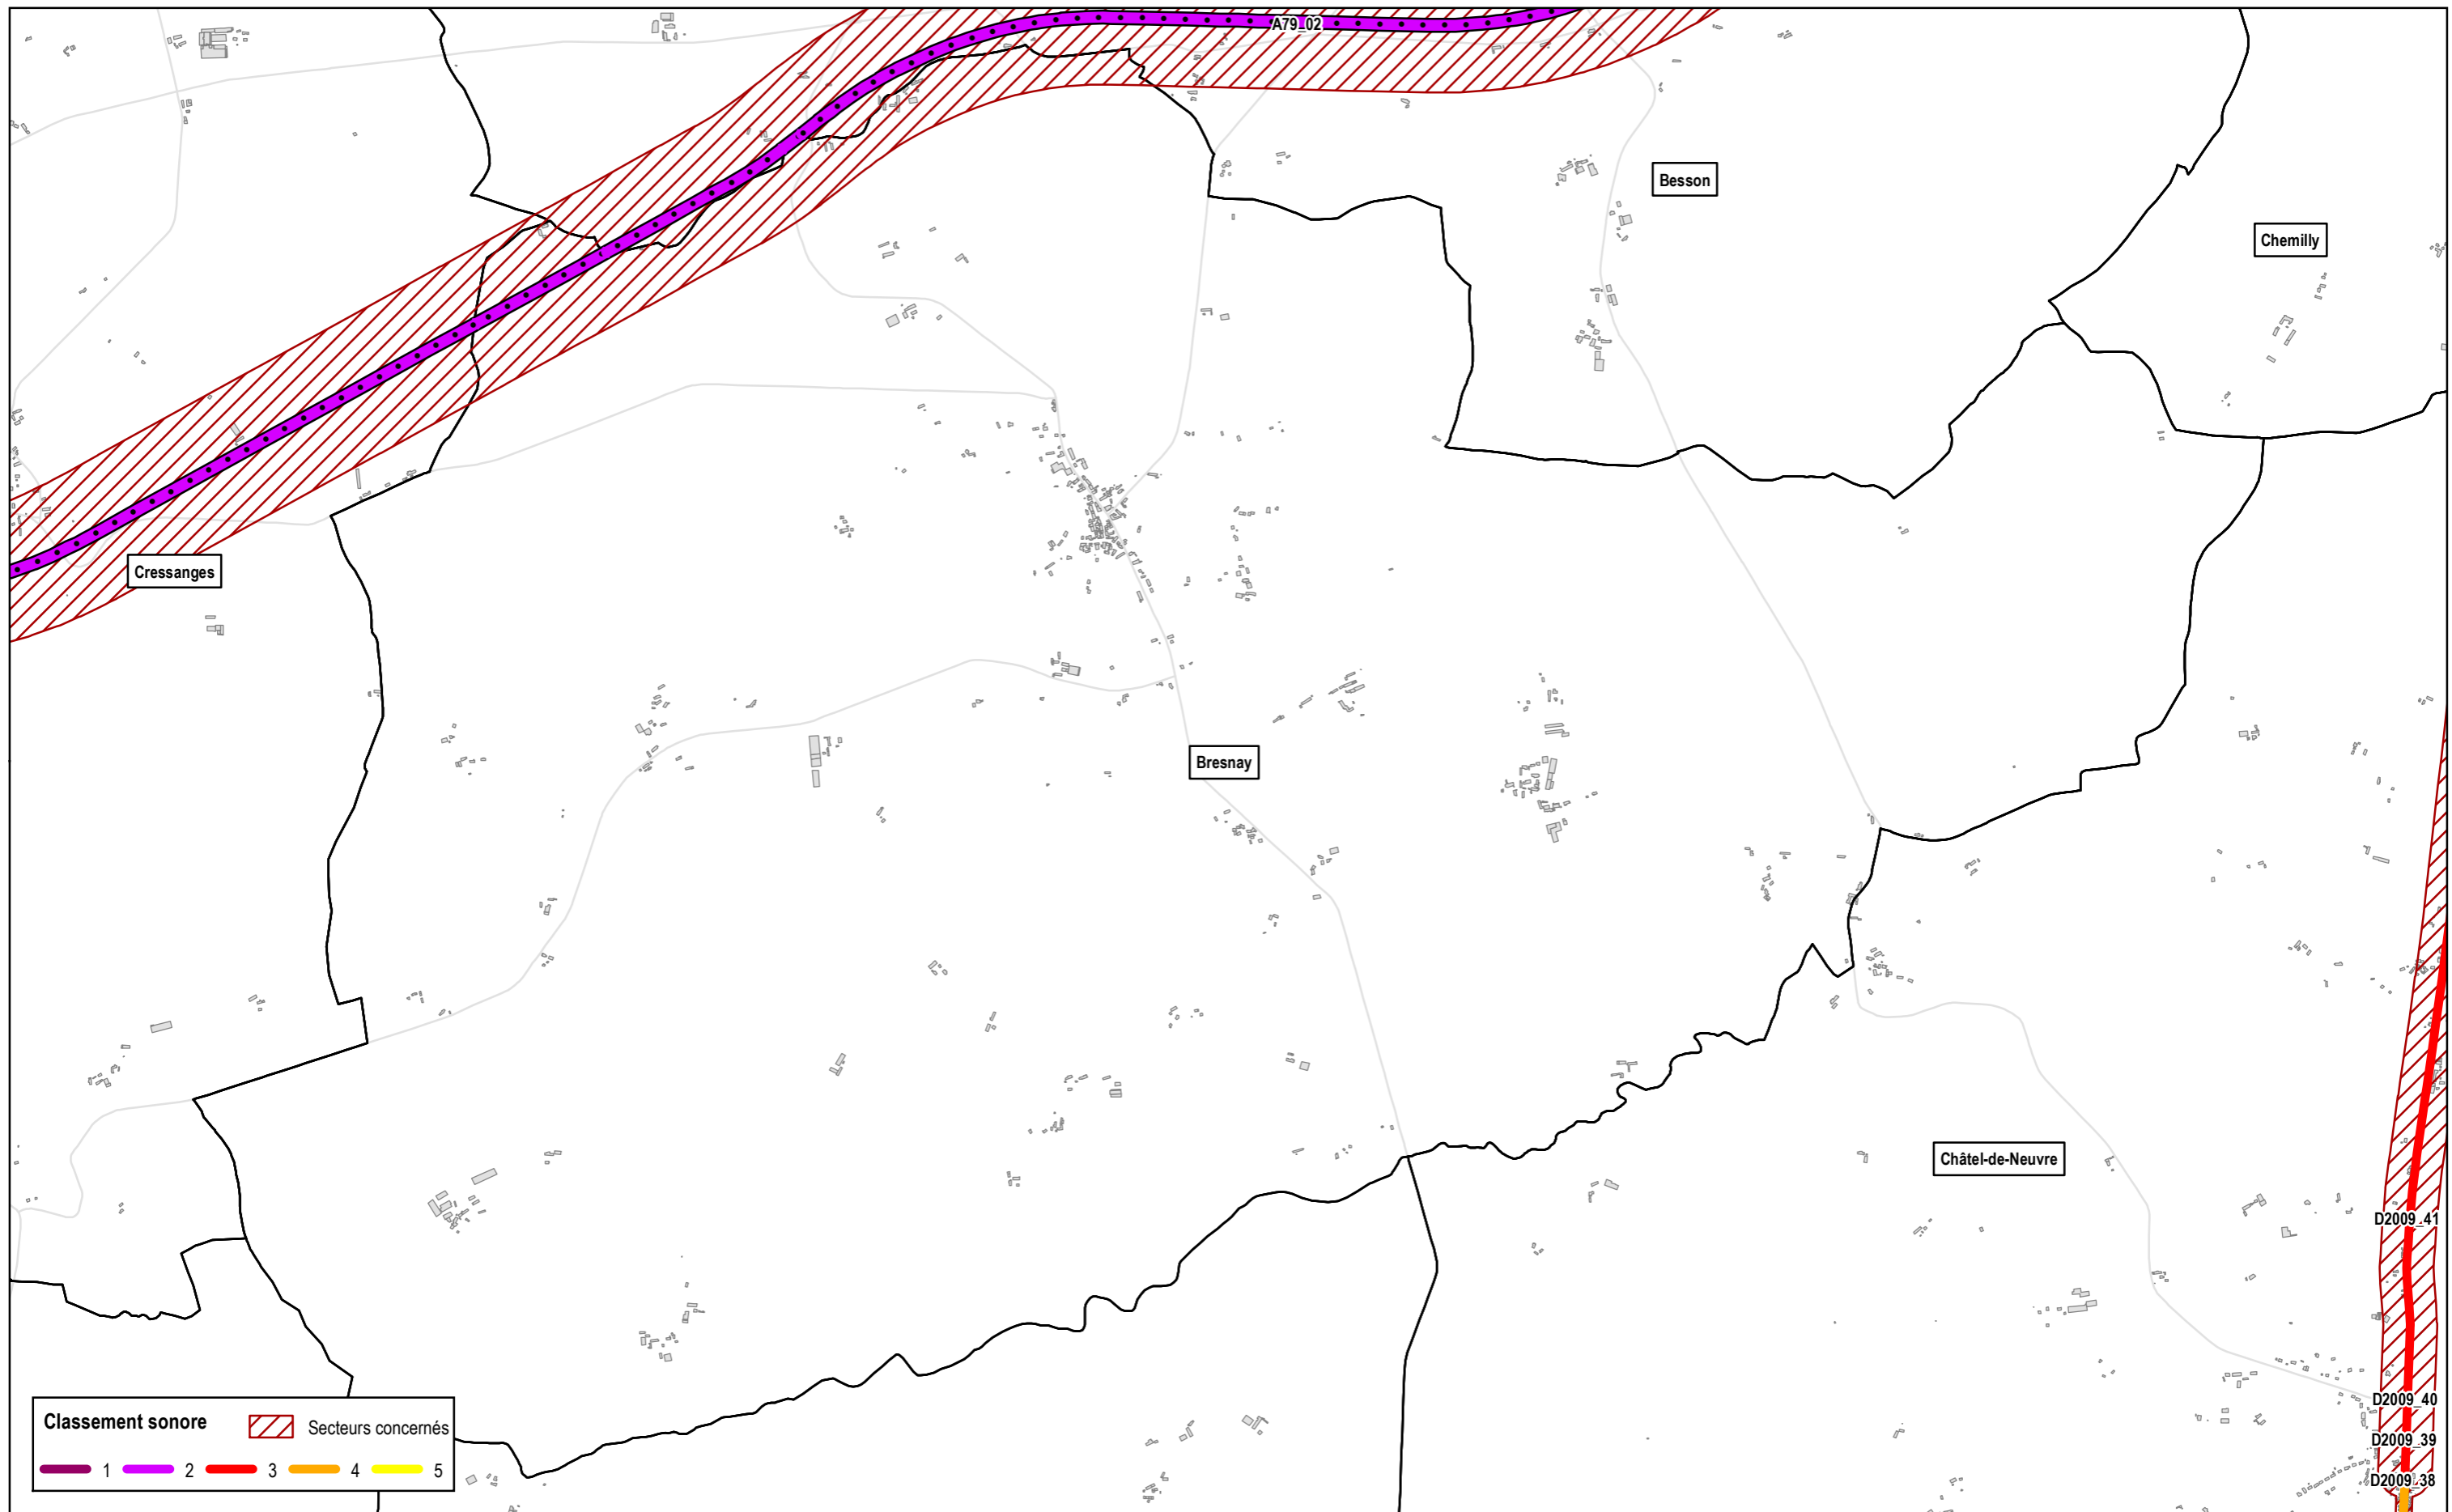 A79_02
Besson
Chemilly
Cressanges
Bresnay
Châtel-de-Neuvre
D2009_41
D2009_40
D2009_39
D2009_38
Classement sonore
Secteurs concernés
1 2 3 4 5